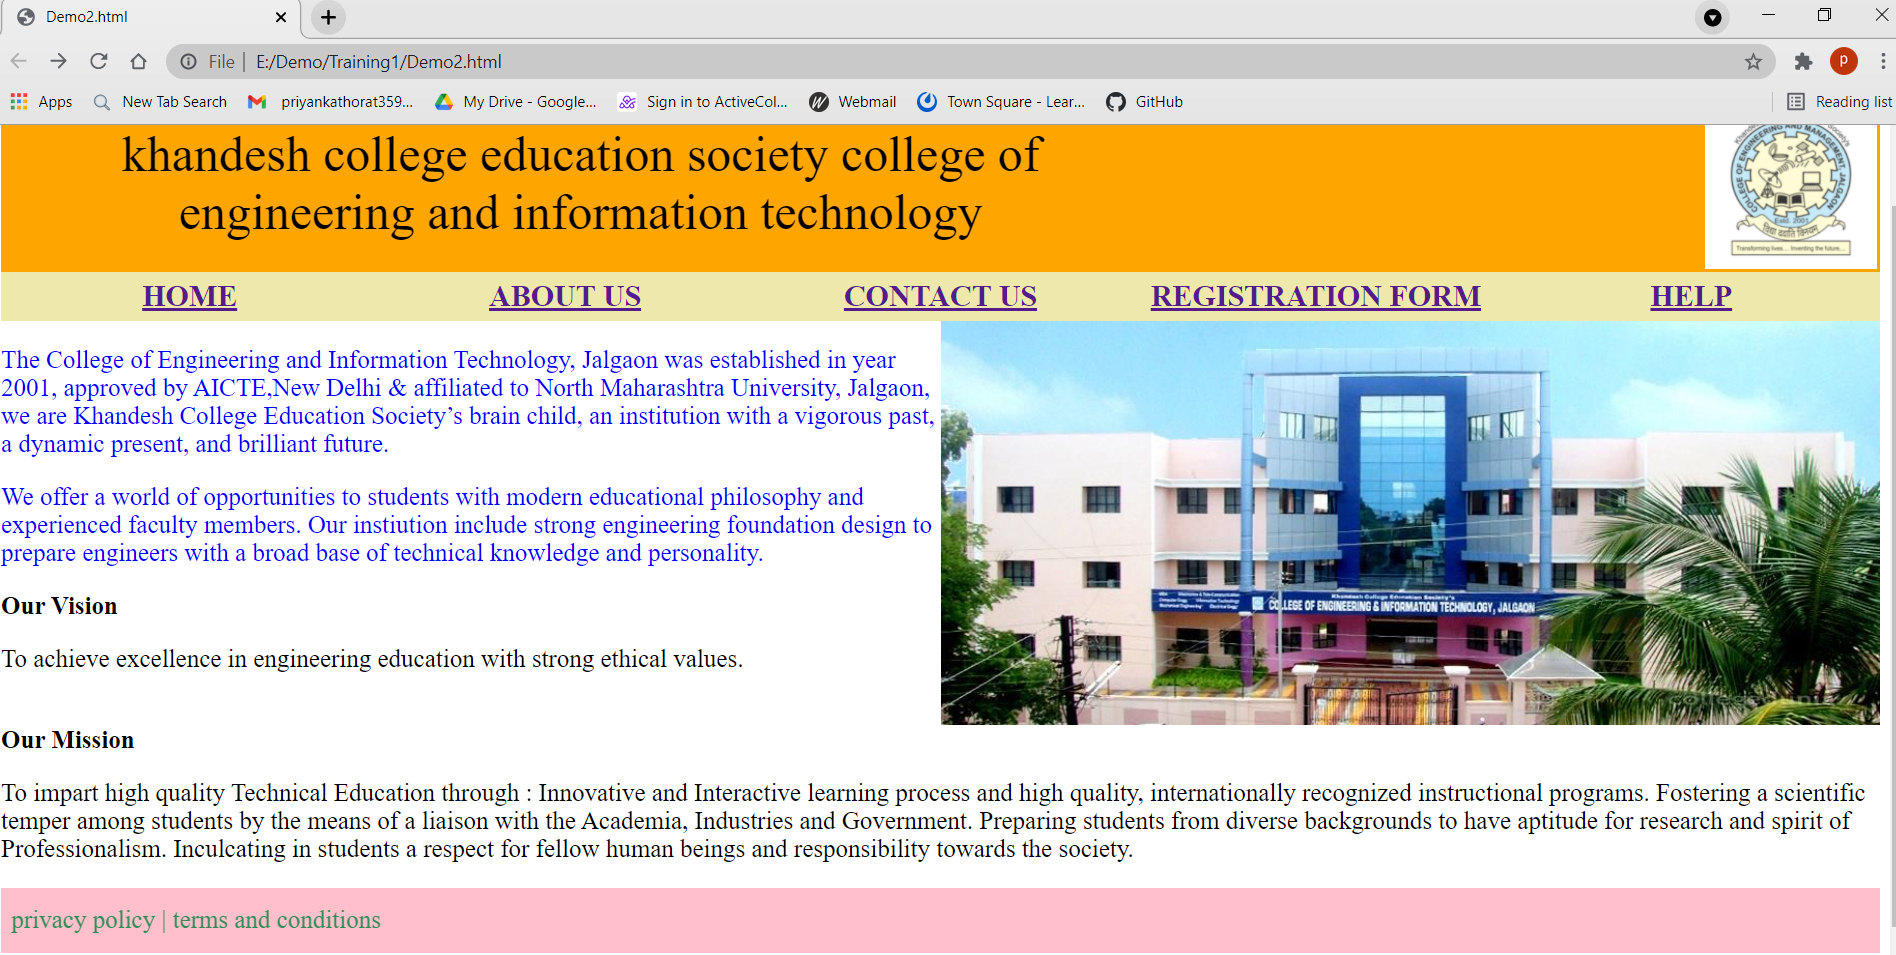 Demo2.html
File | E:/Demo/Training1/Demo2.html
P
Apps New Tab Search priyankathorat359... My Drive - Google... Sign in to ActiveCol... Webmail Town Square - Lear... GitHub Reading list
khandesh college education society college of
engineering and information technology
COLLEGE OF ENGINEERING AND MANAGEMENT, JALGAON
Estd. 2001
Transforming lives... Inventing the future...
HOME ABOUT US CONTACT US REGISTRATION FORM HELP
The College of Engineering and Information Technology, Jalgaon was established in year
2001, approved by AICTE,New Delhi & affiliated to North Maharashtra University, Jalgaon,
we are Khandesh College Education Society’s brain child, an institution with a vigorous past,
a dynamic present, and brilliant future.
We offer a world of opportunities to students with modern educational philosophy and
experienced faculty members. Our instiution include strong engineering foundation design to
prepare engineers with a broad base of technical knowledge and personality.
Khandesh College Education Society's
COLLEGE OF ENGINEERING & INFORMATION TECHNOLOGY, JALGAON
Our Vision
To achieve excellence in engineering education with strong ethical values.
Our Mission
To impart high quality Technical Education through : Innovative and Interactive learning process and high quality, internationally recognized instructional programs. Fostering a scientific
temper among students by the means of a liaison with the Academia, Industries and Government. Preparing students from diverse backgrounds to have aptitude for research and spirit of
Professionalism. Inculcating in students a respect for fellow human beings and responsibility towards the society.
privacy policy | terms and conditions